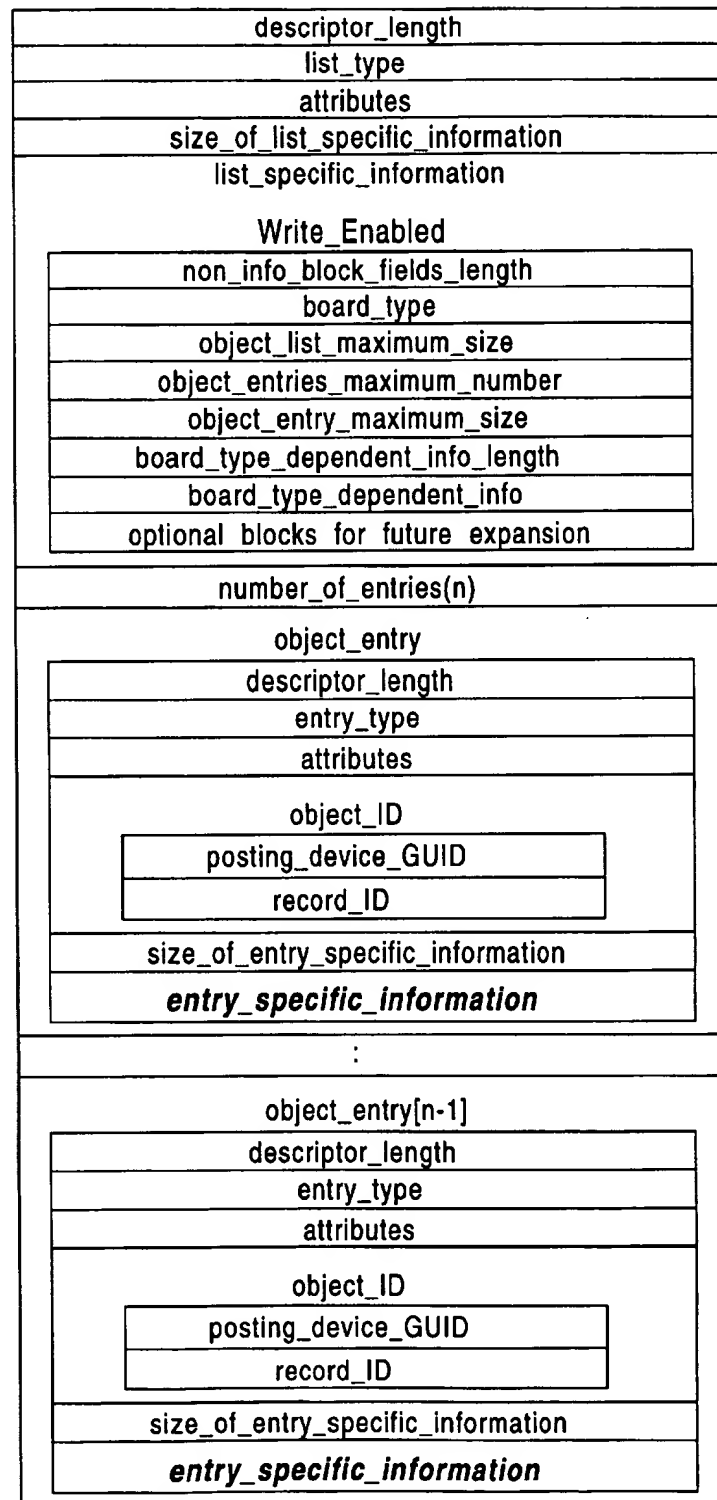 descriptor_length
list_type
attributes
size_of_list_specific_information
list_specific_information
Write_Enabled
non_info_block_fields_length
board_type
object_list_maximum_size
object_entries_maximum_number
object_entry_maximum_size
board_type_dependent_info_length
board_type_dependent_info
optional blocks for future expansion
number_of_entries(n)
object_entry
descriptor_length
entry_type
attributes
object_ID
posting_device_GUID
record_ID
size_of_entry_specific_information
entry_specific_information
:
object_entry[n-1]
descriptor_length
entry_type
attributes
object_ID
posting_device_GUID
record_ID
size_of_entry_specific_information
entry_specific_information